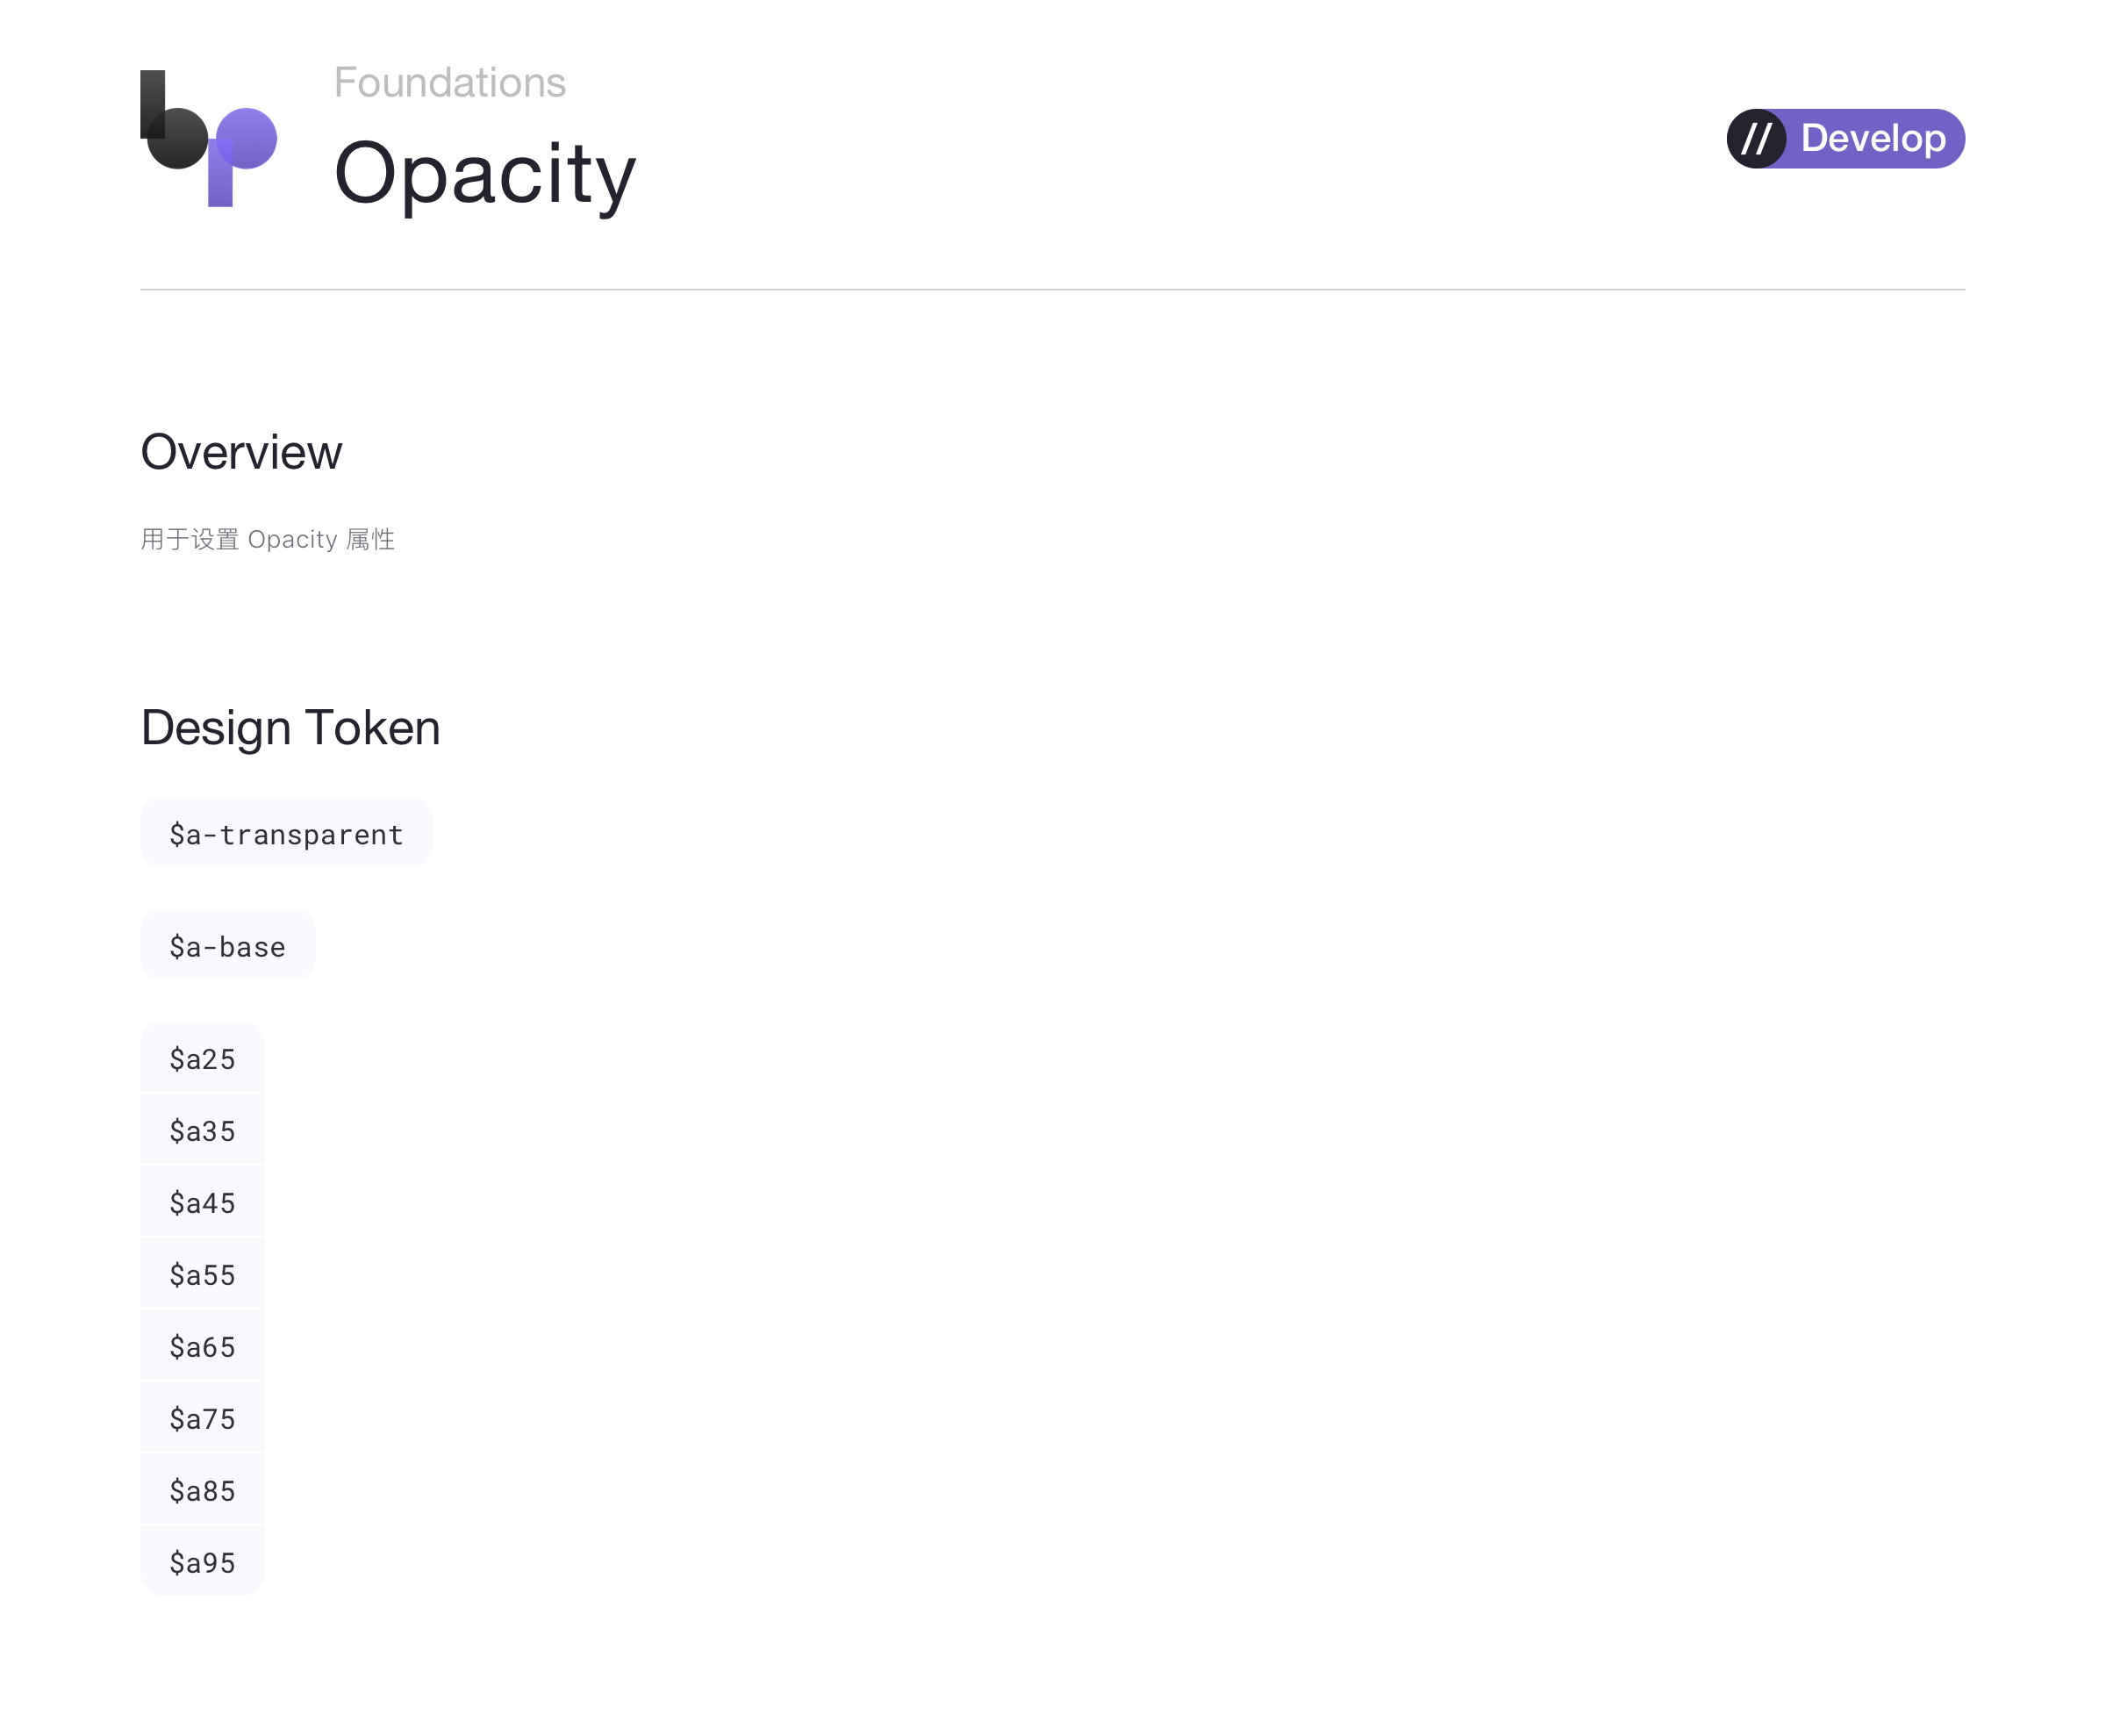 bp
Foundations
Opacity
// Develop
Overview
用于设置 Opacity 属性
Design Token
$a-transparent
$a-base
$a25
$a35
$a45
$a55
$a65
$a75
$a85
$a95